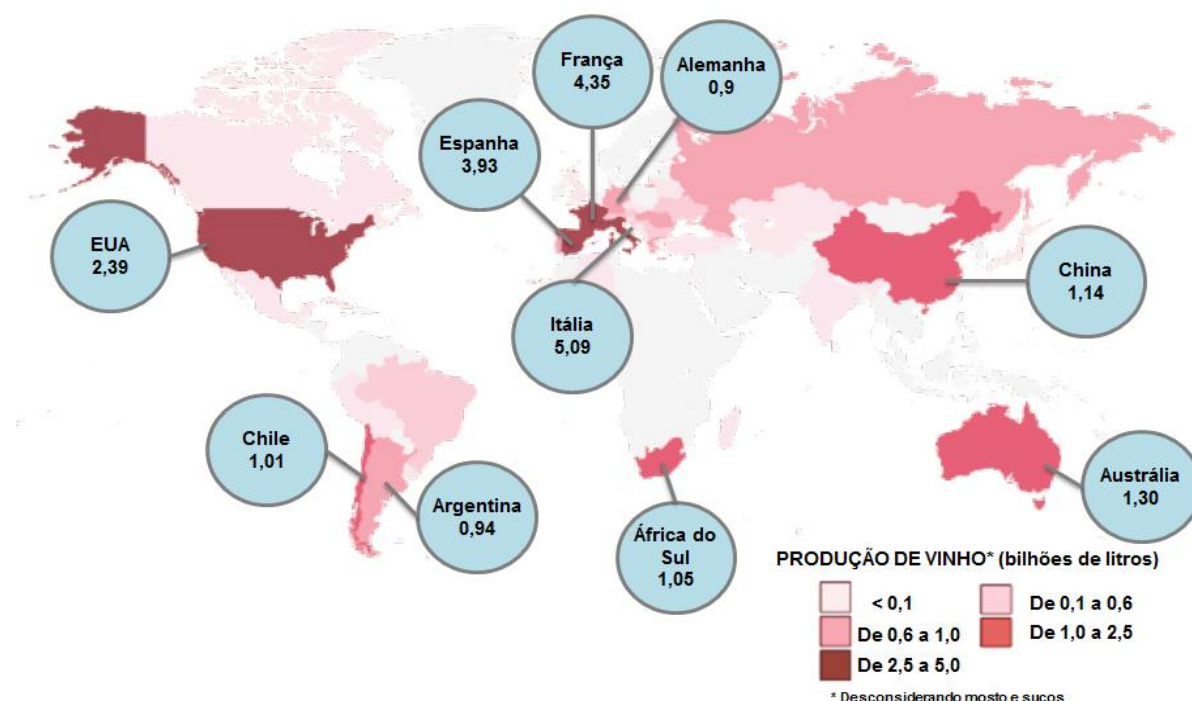 França
4,35
Alemanha
0,9
Espanha
3,93
EUA
2,39
Itália
5,09
China
1,14
Chile
1,01
Argentina
0,94
África do
Sul
1,05
Austrália
1,30
PRODUÇÃO DE VINHO* (bilhões de litros)
< 0,1
De 0,1 a 0,6
De 0,6 a 1,0
De 1,0 a 2,5
De 2,5 a 5,0
* Desconsiderando mosto e sucos